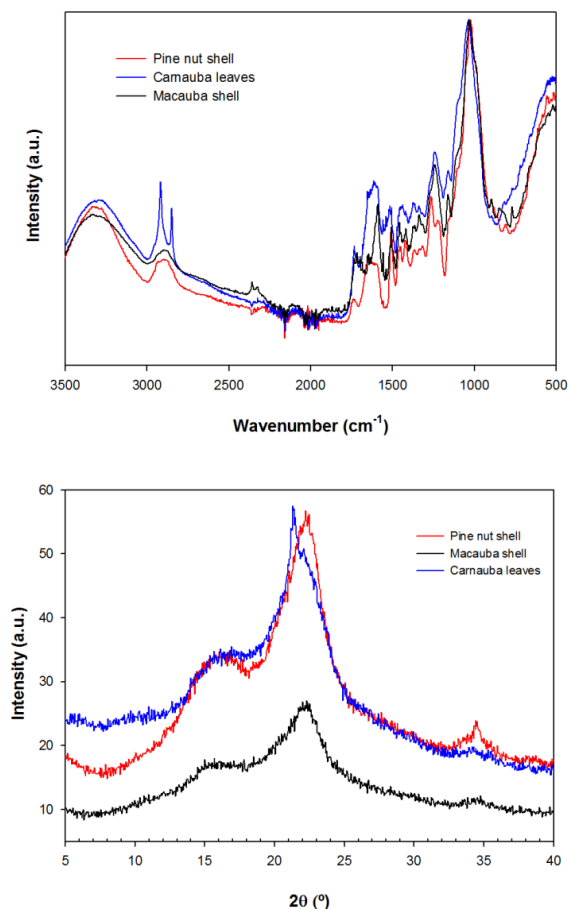 Pine nut shell
Carnauba leaves
Macauba shell
Intensity (a.u.)
3500 3000 2500 2000 1500 1000 500
Wavenumber (cm⁻¹)
60
50
40
30
20
10
Pine nut shell
Macauba shell
Carnauba leaves
Intensity (a.u.)
5 10 15 20 25 30 35 40
2θ (º)